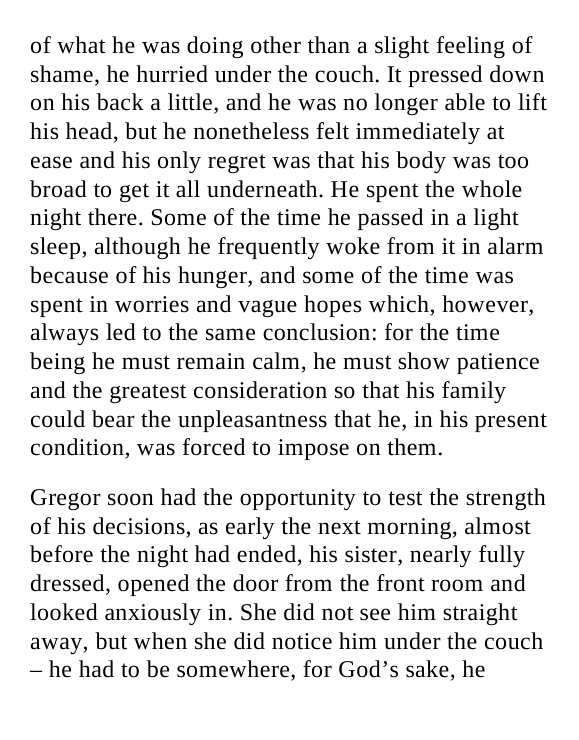 of what he was doing other than a slight feeling of
shame, he hurried under the couch. It pressed down
on his back a little, and he was no longer able to lift
his head, but he nonetheless felt immediately at
ease and his only regret was that his body was too
broad to get it all underneath. He spent the whole
night there. Some of the time he passed in a light
sleep, although he frequently woke from it in alarm
because of his hunger, and some of the time was
spent in worries and vague hopes which, however,
always led to the same conclusion: for the time
being he must remain calm, he must show patience
and the greatest consideration so that his family
could bear the unpleasantness that he, in his present
condition, was forced to impose on them.
Gregor soon had the opportunity to test the strength
of his decisions, as early the next morning, almost
before the night had ended, his sister, nearly fully
dressed, opened the door from the front room and
looked anxiously in. She did not see him straight
away, but when she did notice him under the couch
– he had to be somewhere, for God’s sake, he